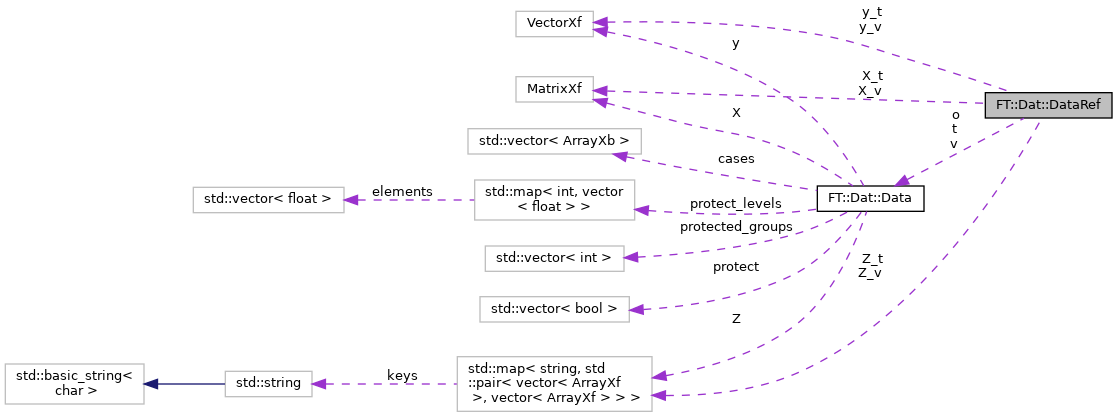 VectorXf
y_t
y_v
y
MatrixXf
X_t
X_v
FT::Dat::DataRef
X
o
t
v
std::vector< ArrayXb >
cases
std::vector< float >
elements
std::map< int, vector
< float > >
protect_levels
FT::Dat::Data
protected_groups
std::vector< int >
protect
Z_t
Z_v
std::vector< bool >
Z
std::basic_string<
char >
std::string
keys
std::map< string, std
::pair< vector< ArrayXf
>, vector< ArrayXf > > >